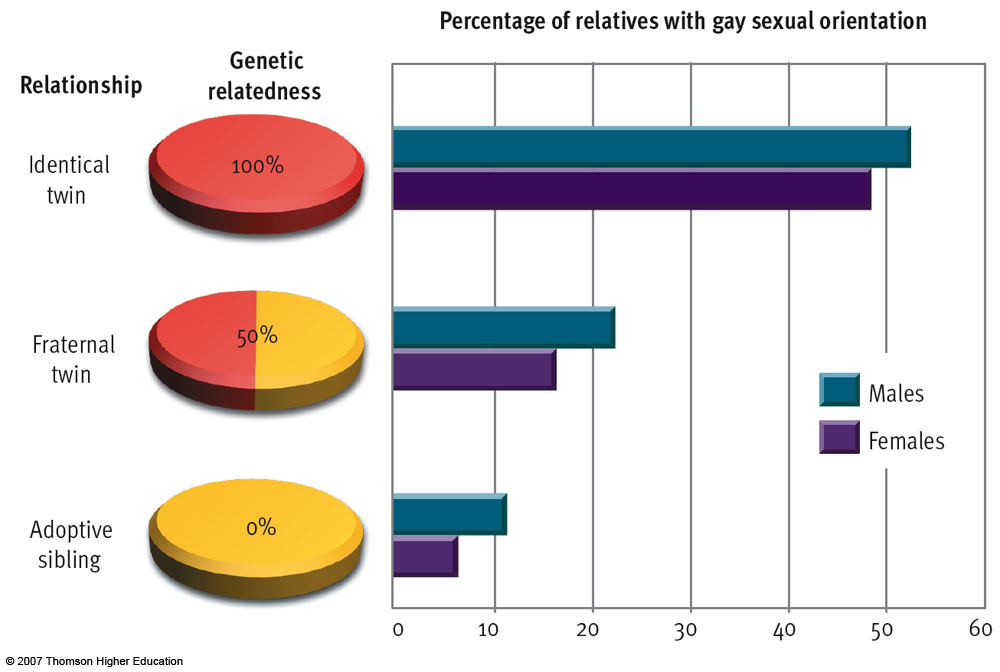 Percentage of relatives with gay sexual orientation
Relationship
Genetic
relatedness
Identical
twin
100%
Fraternal
twin
50%
Adoptive
sibling
0%
Males
Females
0 10 20 30 40 50 60
© 2007 Thomson Higher Education